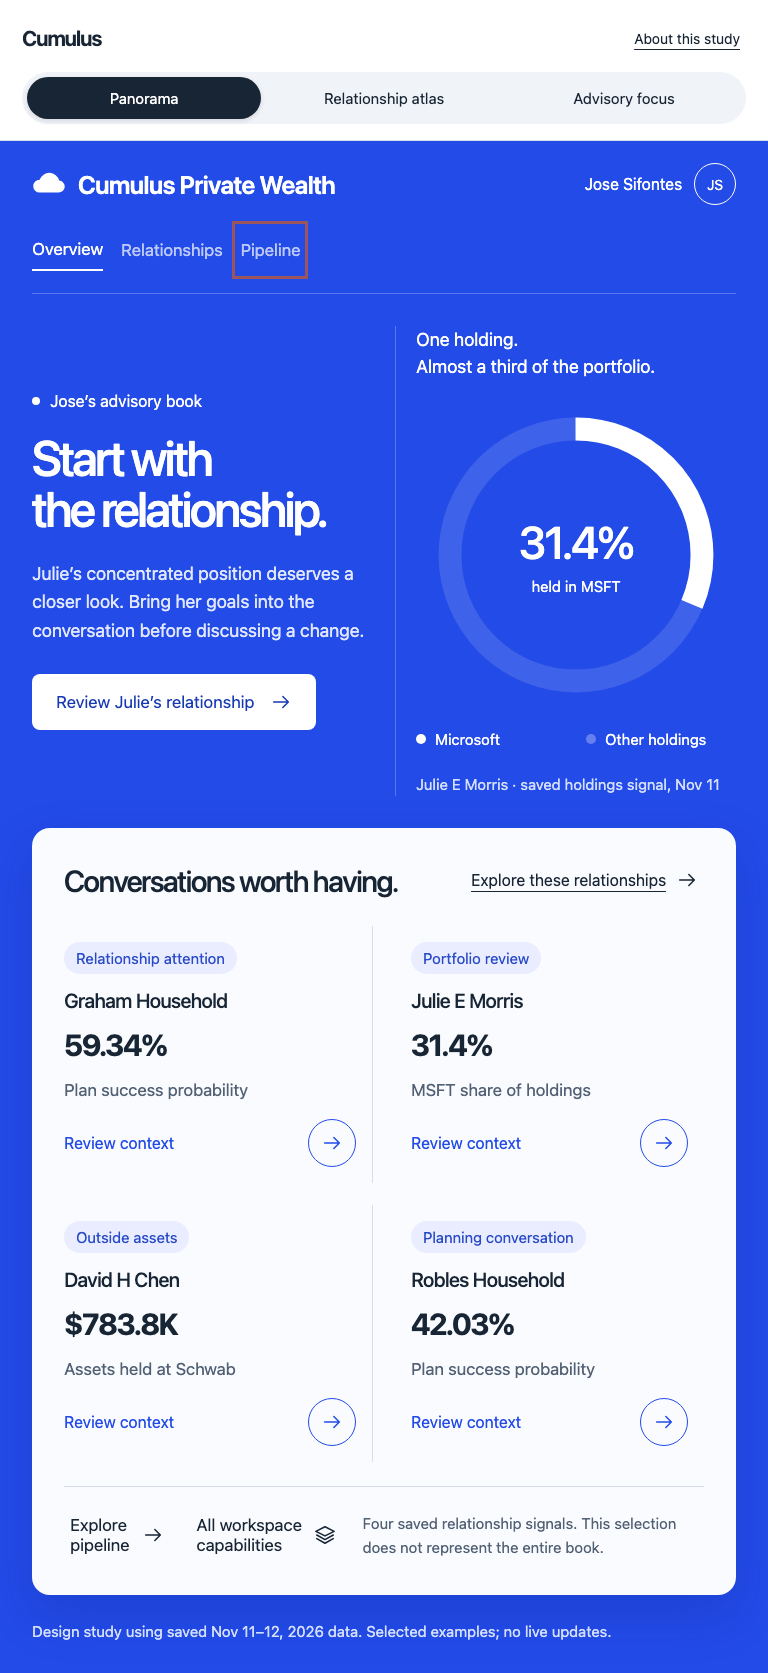 Cumulus
About this study
Panorama
Relationship atlas
Advisory focus
Cumulus Private Wealth
Jose Sifontes
JS
Overview
Relationships
Pipeline
Jose’s advisory book
Start with
the relationship.
Julie’s concentrated position deserves a
closer look. Bring her goals into the
conversation before discussing a change.
Review Julie’s relationship
One holding.
Almost a third of the portfolio.
31.4%
held in MSFT
Microsoft
Other holdings
Julie E Morris · saved holdings signal, Nov 11
Conversations worth having.
Explore these relationships
Relationship attention
Graham Household
59.34%
Plan success probability
Review context
Portfolio review
Julie E Morris
31.4%
MSFT share of holdings
Review context
Outside assets
David H Chen
$783.8K
Assets held at Schwab
Review context
Planning conversation
Robles Household
42.03%
Plan success probability
Review context
Explore
pipeline
All workspace
capabilities
Four saved relationship signals. This selection
does not represent the entire book.
Design study using saved Nov 11–12, 2026 data. Selected examples; no live updates.